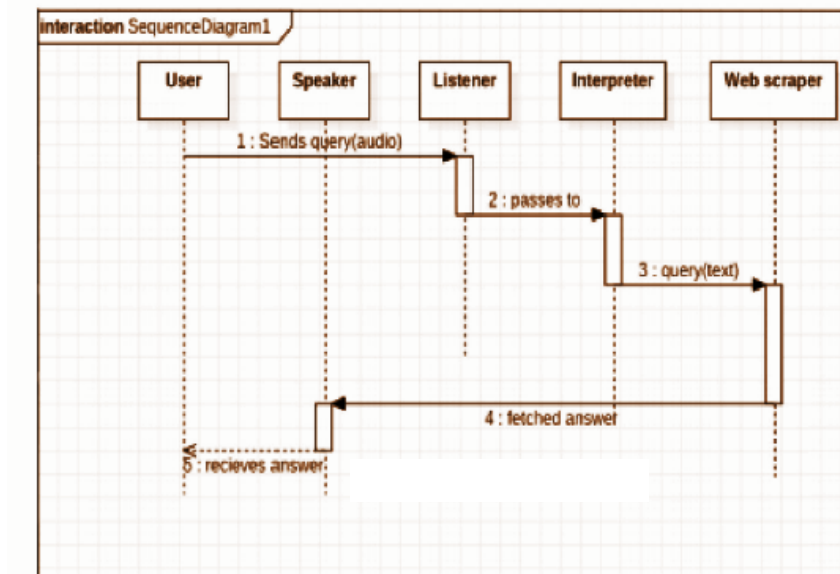 interaction SequenceDiagram1
User Speaker Listener Interpreter Web scraper
1 : Sends query(audio)
2 : passes to
3 : query(text)
4 : fetched answer
5 : recieves answer